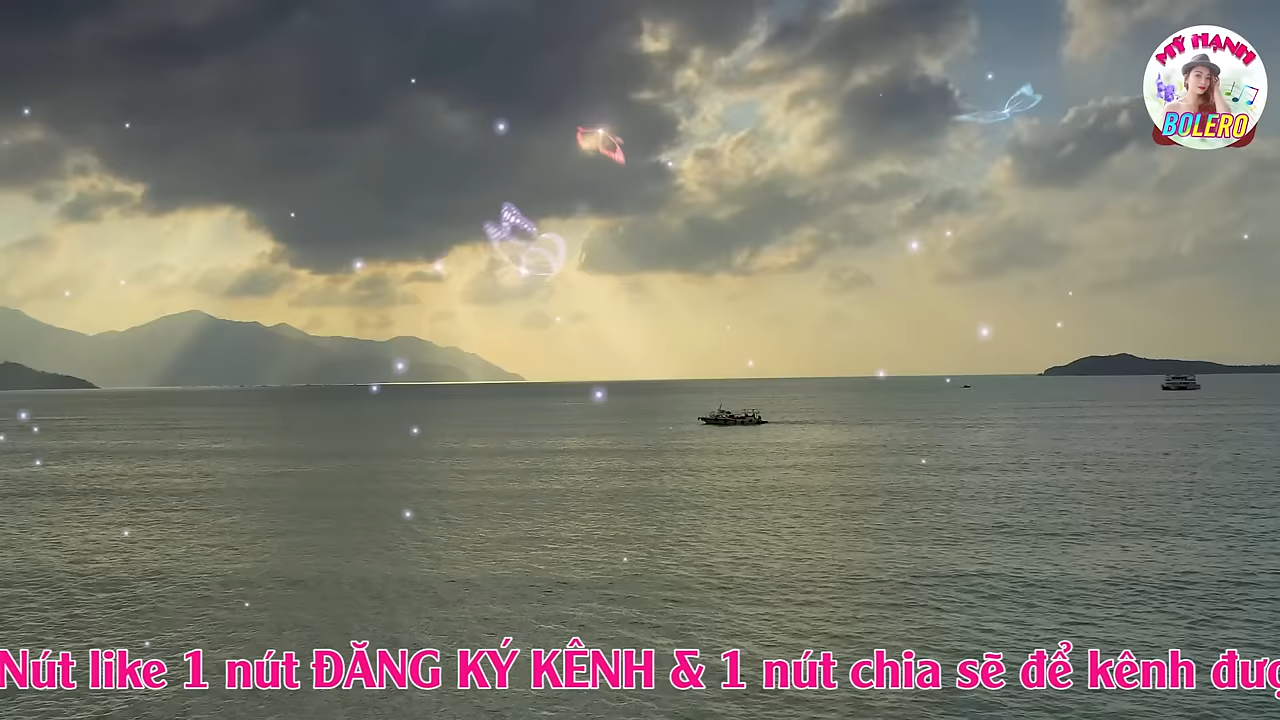 MỸ HẠNH
BOLERO
Nút like 1 nút ĐĂNG KÝ KÊNH & 1 nút chia sẽ để kênh